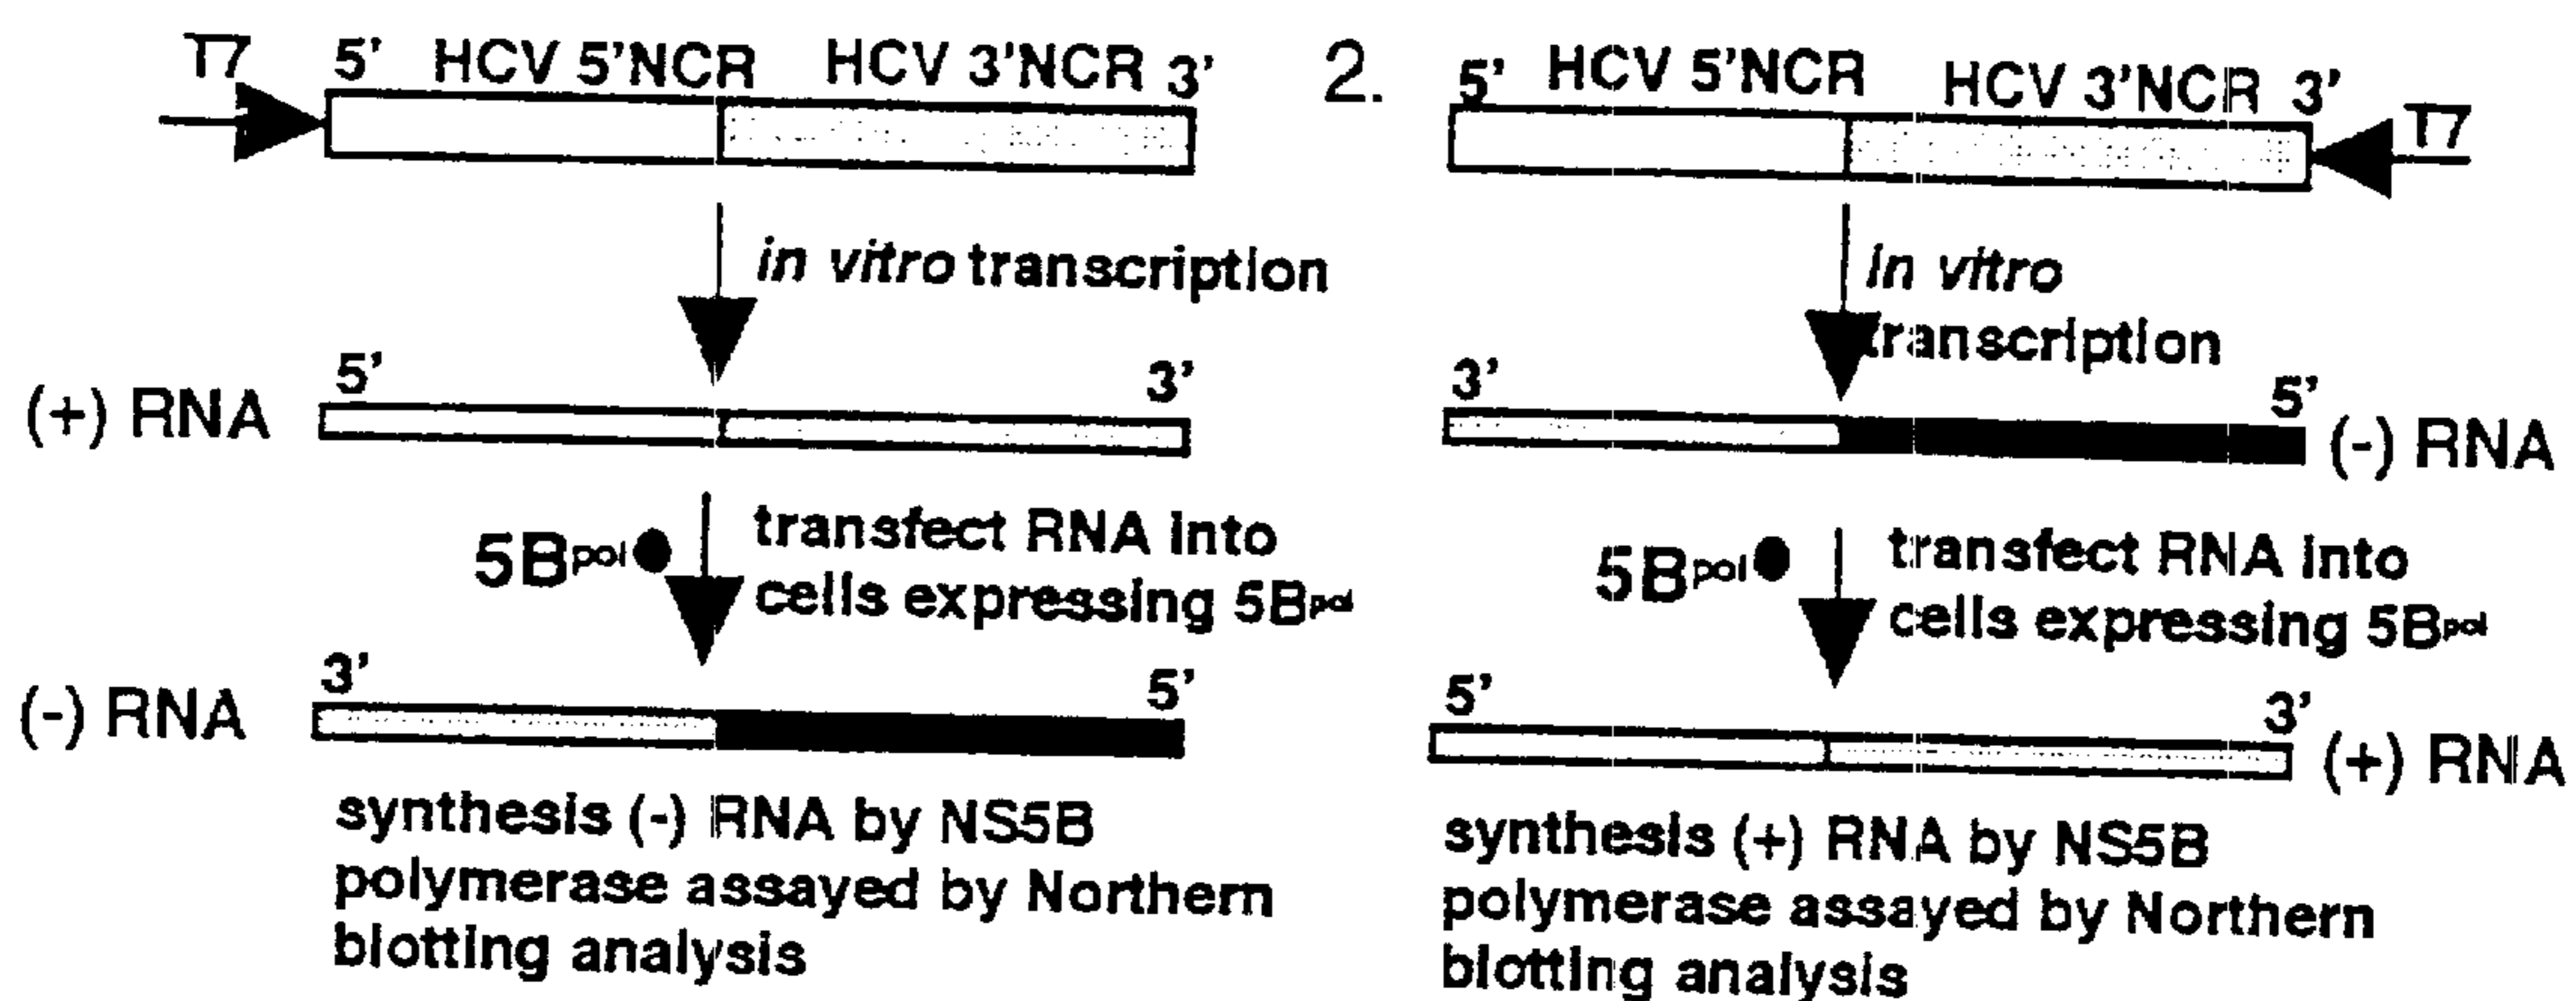 T7 5' HCV 5'NCR HCV 3'NCR 3'
in vitro transcription
5' 3'
(+) RNA
5Bpol transfect RNA into
cells expressing 5Bpol
3' 5'
(-) RNA
synthesis (-) RNA by NS5B
polymerase assayed by Northern
blotting analysis
2. 5' HCV 5'NCR HCV 3'NCR 3' T7
in vitro
transcription
3' 5'
(-) RNA
5Bpol transfect RNA into
cells expressing 5Bpol
5' 3'
(+) RNA
synthesis (+) RNA by NS5B
polymerase assayed by Northern
blotting analysis